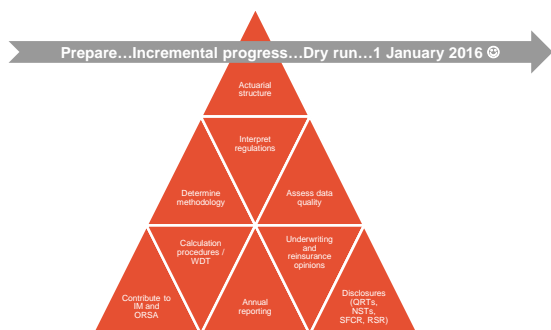 Prepare…Incremental progress…Dry run…1 January 2016 ☺
Actuarial
structure
Interpret
regulations
Determine
methodology
Assess data
quality
Calculation
procedures /
WDT
Underwriting
and
reinsurance
opinions
Contribute to
IM and
ORSA
Annual
reporting
Disclosures
(QRTs,
NSTs,
SFCR, RSR)